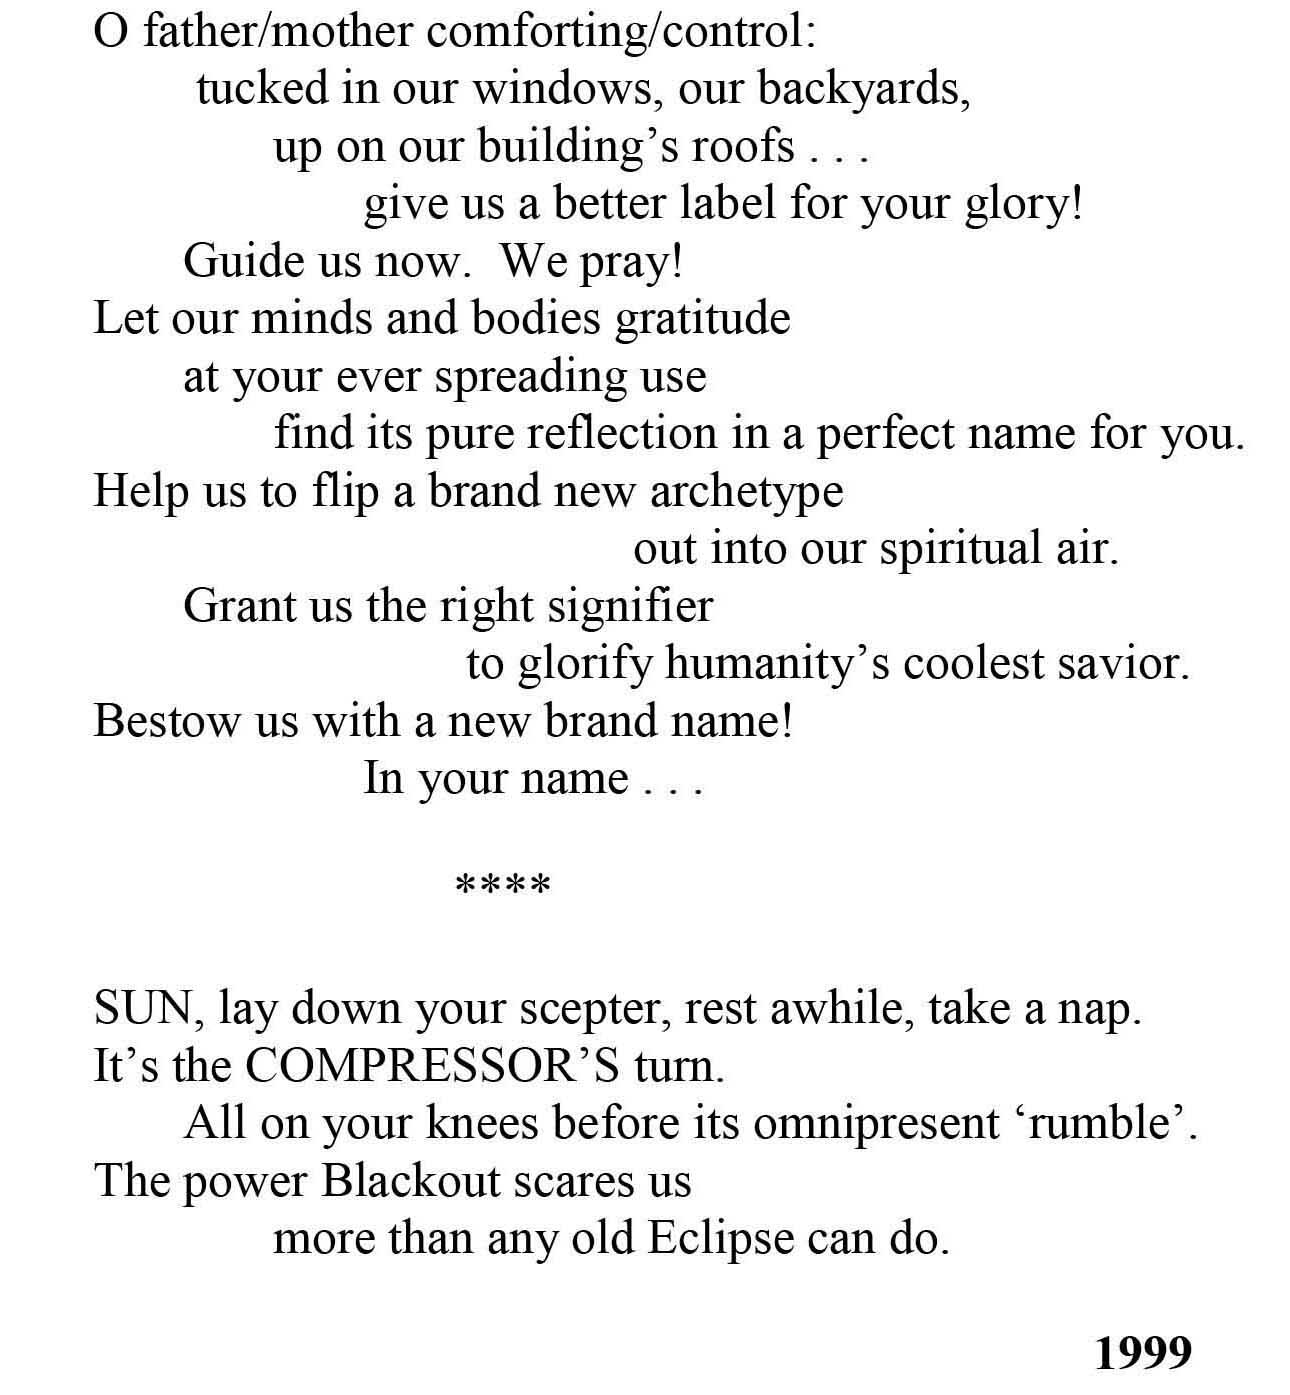 O father/mother comforting/control:
tucked in our windows, our backyards,
up on our building’s roofs . . .
give us a better label for your glory!
Guide us now.  We pray!
Let our minds and bodies gratitude
at your ever spreading use
find its pure reflection in a perfect name for you.
Help us to flip a brand new archetype
out into our spiritual air.
Grant us the right signifier
to glorify humanity’s coolest savior.
Bestow us with a new brand name!
In your name . . .
****
SUN, lay down your scepter, rest awhile, take a nap.
It’s the COMPRESSOR’S turn.
All on your knees before its omnipresent ‘rumble’.
The power Blackout scares us
more than any old Eclipse can do.
1999